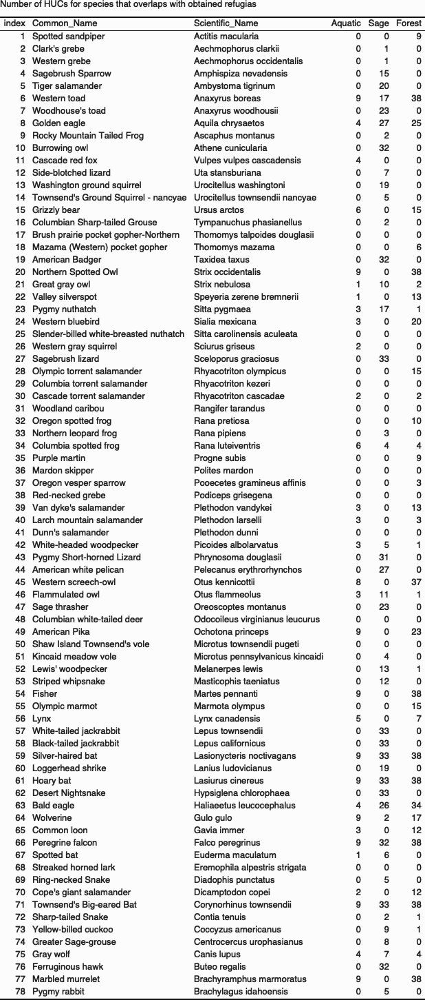 Number of HUCs for species that overlaps with obtained refugias
index Common_Name Scientific_Name Aquatic Sage Forest
1 Spotted sandpiper Actitis macularia 0 0 9
2 Clark's grebe Aechmophorus clarkii 0 1 0
3 Western grebe Aechmophorus occidentalis 0 1 0
4 Sagebrush Sparrow Amphispiza nevadensis 0 15 0
5 Tiger salamander Ambystoma tigrinum 0 20 0
6 Western toad Anaxyrus boreas 9 17 38
7 Woodhouse's toad Anaxyrus woodhousii 0 23 0
8 Golden eagle Aquila chrysaetos 4 27 25
9 Rocky Mountain Tailed Frog Ascaphus montanus 0 2 0
10 Burrowing owl Athene cunicularia 0 32 0
11 Cascade red fox Vulpes vulpes cascadensis 4 0 0
12 Side-blotched lizard Uta stansburiana 0 7 0
13 Washington ground squirrel Urocitellus washingtoni 0 19 0
14 Townsend's Ground Squirrel - nancyae Urocitellus townsendii nancyae 0 5 0
15 Grizzly bear Ursus arctos 6 0 15
16 Columbian Sharp-tailed Grouse Tympanuchus phasianellus 0 2 0
17 Brush prairie pocket gopher-Northern Thomomys talpoides douglasii 0 0 0
18 Mazama (Western) pocket gopher Thomomys mazama 0 0 6
19 American Badger Taxidea taxus 0 32 0
20 Northern Spotted Owl Strix occidentalis 9 0 38
21 Great gray owl Strix nebulosa 1 10 2
22 Valley silverspot Speyeria zerene bremnerii 1 0 13
23 Pygmy nuthatch Sitta pygmaea 3 17 1
24 Western bluebird Sialia mexicana 3 0 20
25 Slender-billed white-breasted nuthatch Sitta carolinensis aculeata 0 0 0
26 Western gray squirrel Sciurus griseus 2 0 0
27 Sagebrush lizard Sceloporus graciosus 0 33 0
28 Olympic torrent salamander Rhyacotriton olympicus 0 0 15
29 Columbia torrent salamander Rhyacotriton kezeri 0 0 0
30 Cascade torrent salamander Rhyacotriton cascadae 2 0 2
31 Woodland caribou Rangifer tarandus 0 0 0
32 Oregon spotted frog Rana pretiosa 0 0 10
33 Northern leopard frog Rana pipiens 0 3 0
34 Columbia spotted frog Rana luteiventris 6 4 4
35 Purple martin Progne subis 0 0 9
36 Mardon skipper Polites mardon 0 0 0
37 Oregon vesper sparrow Pooecetes gramineus affinis 0 0 3
38 Red-necked grebe Podiceps grisegena 0 0 0
39 Van dyke's salamander Plethodon vandykei 3 0 13
40 Larch mountain salamander Plethodon larselli 3 0 3
41 Dunn's salamander Plethodon dunni 0 0 0
42 White-headed woodpecker Picoides albolarvatus 3 5 1
43 Pygmy Short-horned Lizard Phrynosoma douglasii 0 31 0
44 American white pelican Pelecanus erythrorhynchos 0 27 0
45 Western screech-owl Otus kennicottii 8 0 37
46 Flammulated owl Otus flammeolus 3 11 1
47 Sage thrasher Oreoscoptes montanus 0 23 0
48 Columbian white-tailed deer Odocoileus virginianus leucurus 0 0 0
49 American Pika Ochotona princeps 9 0 23
50 Shaw Island Townsend's vole Microtus townsendii pugeti 0 0 0
51 Kincaid meadow vole Microtus pennsylvanicus kincaidi 0 4 0
52 Lewis' woodpecker Melanerpes lewis 0 13 1
53 Striped whipsnake Masticophis taeniatus 0 12 0
54 Fisher Martes pennanti 9 0 38
55 Olympic marmot Marmota olympus 0 0 15
56 Lynx Lynx canadensis 5 0 7
57 White-tailed jackrabbit Lepus townsendii 0 33 0
58 Black-tailed jackrabbit Lepus californicus 0 33 0
59 Silver-haired bat Lasionycteris noctivagans 9 33 38
60 Loggerhead shrike Lanius ludovicianus 0 19 0
61 Hoary bat Lasiurus cinereus 9 33 38
62 Desert Nightsnake Hypsiglena chlorophaea 0 33 0
63 Bald eagle Haliaeetus leucocephalus 4 26 34
64 Wolverine Gulo gulo 9 2 17
65 Common loon Gavia immer 3 0 12
66 Peregrine falcon Falco peregrinus 9 32 38
67 Spotted bat Euderma maculatum 1 6 0
68 Streaked horned lark Eremophila alpestris strigata 0 0 0
69 Ring-necked Snake Diadophis punctatus 0 5 0
70 Cope's giant salamander Dicamptodon copei 2 0 12
71 Townsend's Big-eared Bat Corynorhinus townsendii 9 33 38
72 Sharp-tailed Snake Contia tenuis 0 2 1
73 Yellow-billed cuckoo Coccyzus americanus 0 9 1
74 Greater Sage-grouse Centrocercus urophasianus 0 8 0
75 Gray wolf Canis lupus 4 7 4
76 Ferruginous hawk Buteo regalis 0 32 0
77 Marbled murrelet Brachyramphus marmoratus 9 0 38
78 Pygmy rabbit Brachylagus idahoensis 0 5 0